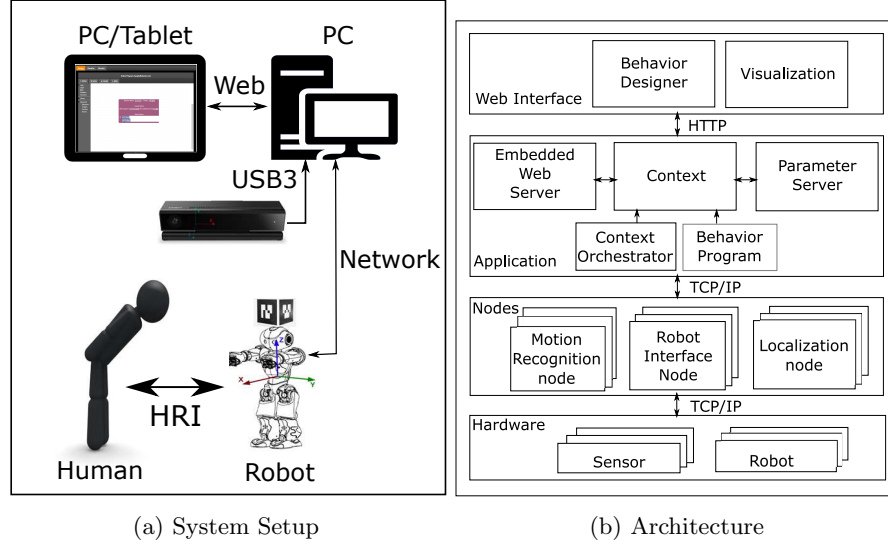 PC/Tablet
PC
Web
USB3
Network
HRI
Human
Robot
x
z
y
(a) System Setup
Behavior
Designer
Visualization
Web Interface
HTTP
Embedded
Web
Server
Context
Parameter
Server
Context
Orchestrator
Behavior
Program
Application
TCP/IP
Nodes
Motion
Recognition
node
Robot
Interface
Node
Localization
node
TCP/IP
Hardware
Sensor
Robot
(b) Architecture